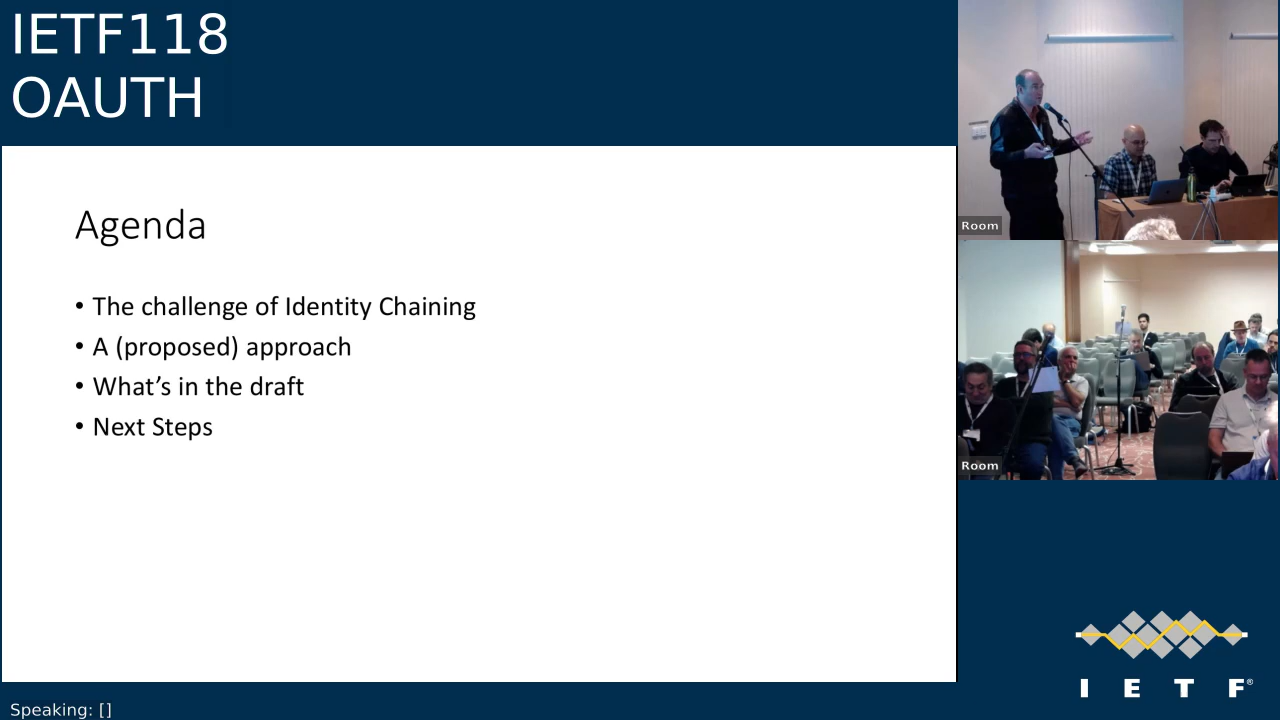 IETF118
OAUTH
Agenda
• The challenge of Identity Chaining
• A (proposed) approach
• What's in the draft
• Next Steps
Room
Room
I E T F®
Speaking: []